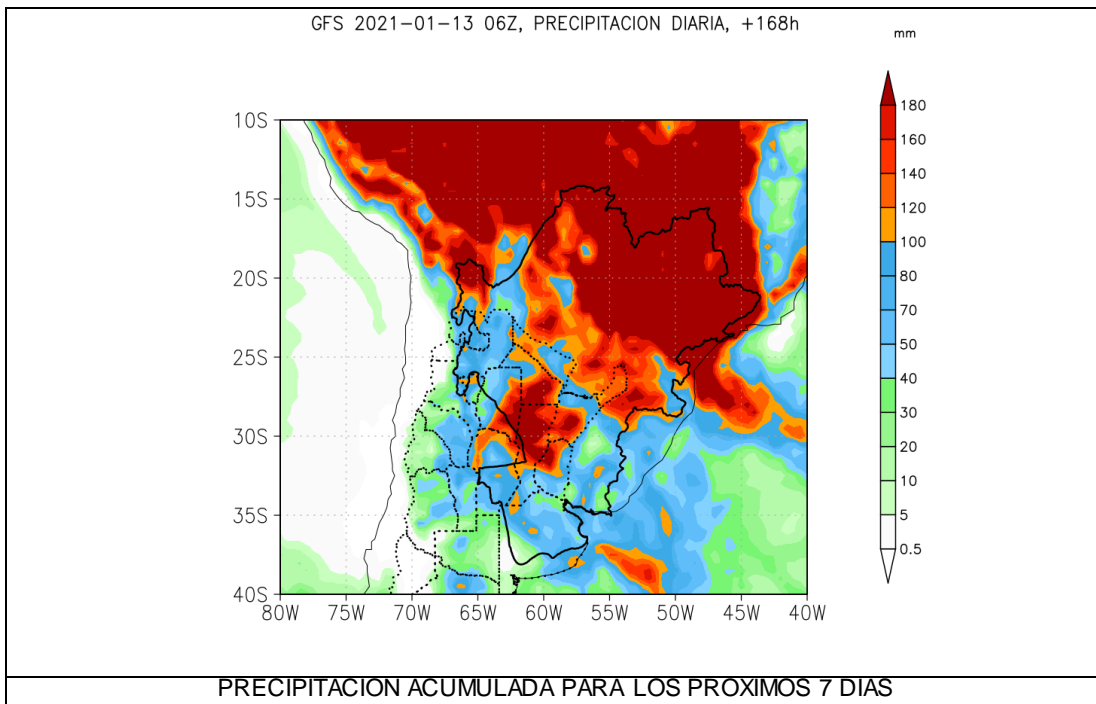 GFS 2021-01-13 06Z, PRECIPITACION DIARIA, +168h
mm
180
160
140
120
100
80
70
50
40
30
20
10
5
0.5
10S
15S
20S
25S
30S
35S
40S
80W 75W 70W 65W 60W 55W 50W 45W 40W
PRECIPITACION ACUMULADA PARA LOS PROXIMOS 7 DIAS